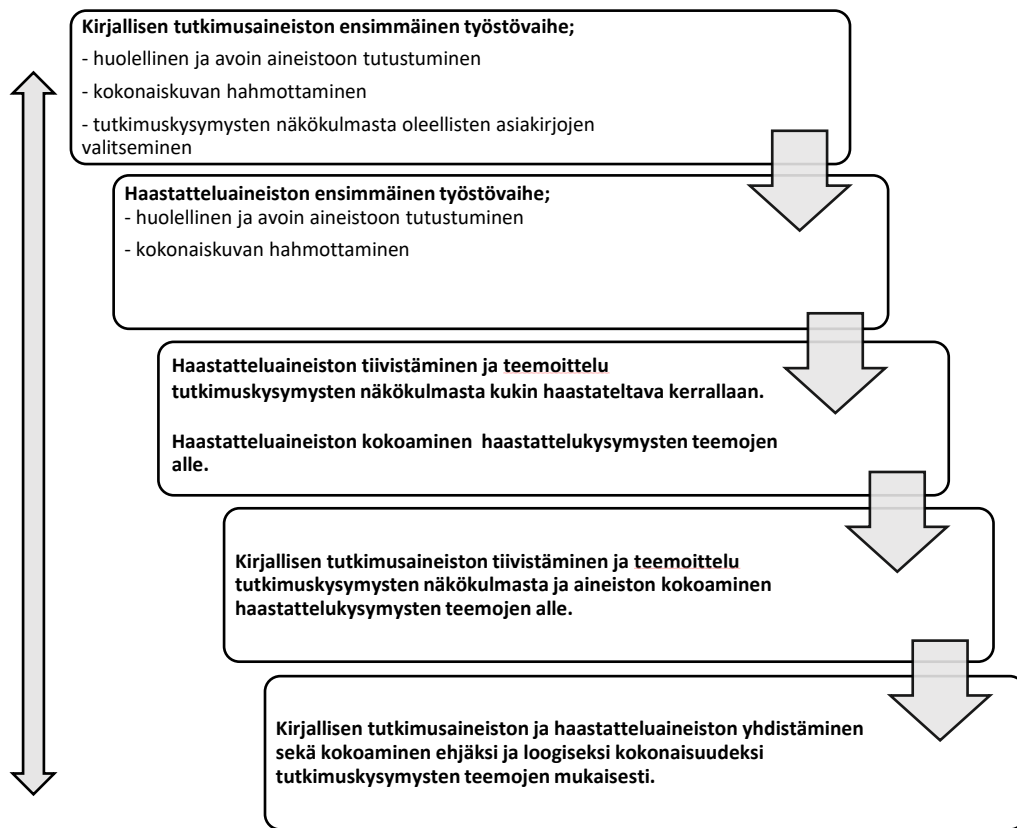 Kirjallisen tutkimusaineiston ensimmäinen työstövaihe;
- huolellinen ja avoin aineistoon tutustuminen
- kokonaiskuvan hahmottaminen
- tutkimuskysymysten näkökulmasta oleellisten asiakirjojen
valitseminen
Haastatteluaineiston ensimmäinen työstövaihe;
- huolellinen ja avoin aineistoon tutustuminen
- kokonaiskuvan hahmottaminen
Haastatteluaineiston tiivistäminen ja teemoittelu
tutkimuskysymysten näkökulmasta kukin haastateltava kerrallaan.
Haastatteluaineiston kokoaminen haastattelukysymysten teemojen
alle.
Kirjallisen tutkimusaineiston tiivistäminen ja teemoittelu
tutkimuskysymysten näkökulmasta ja aineiston kokoaminen
haastattelukysymysten teemojen alle.
Kirjallisen tutkimusaineiston ja haastatteluaineiston yhdistäminen
sekä kokoaminen ehjäksi ja loogiseksi kokonaisuudeksi
tutkimuskysymysten teemojen mukaisesti.